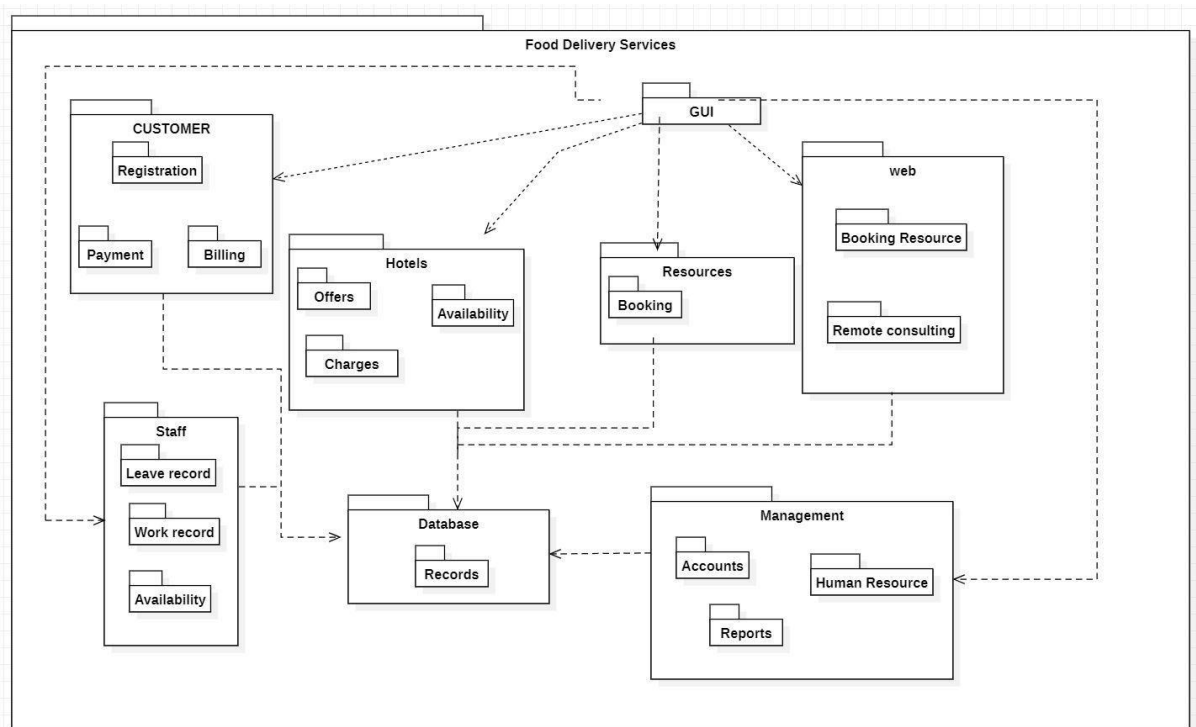 Food Delivery Services
GUI
CUSTOMER
Registration
Payment
Billing
Hotels
Offers
Availability
Charges
Resources
Booking
web
Booking Resource
Remote consulting
Staff
Leave record
Work record
Availability
Database
Records
Management
Accounts
Human Resource
Reports